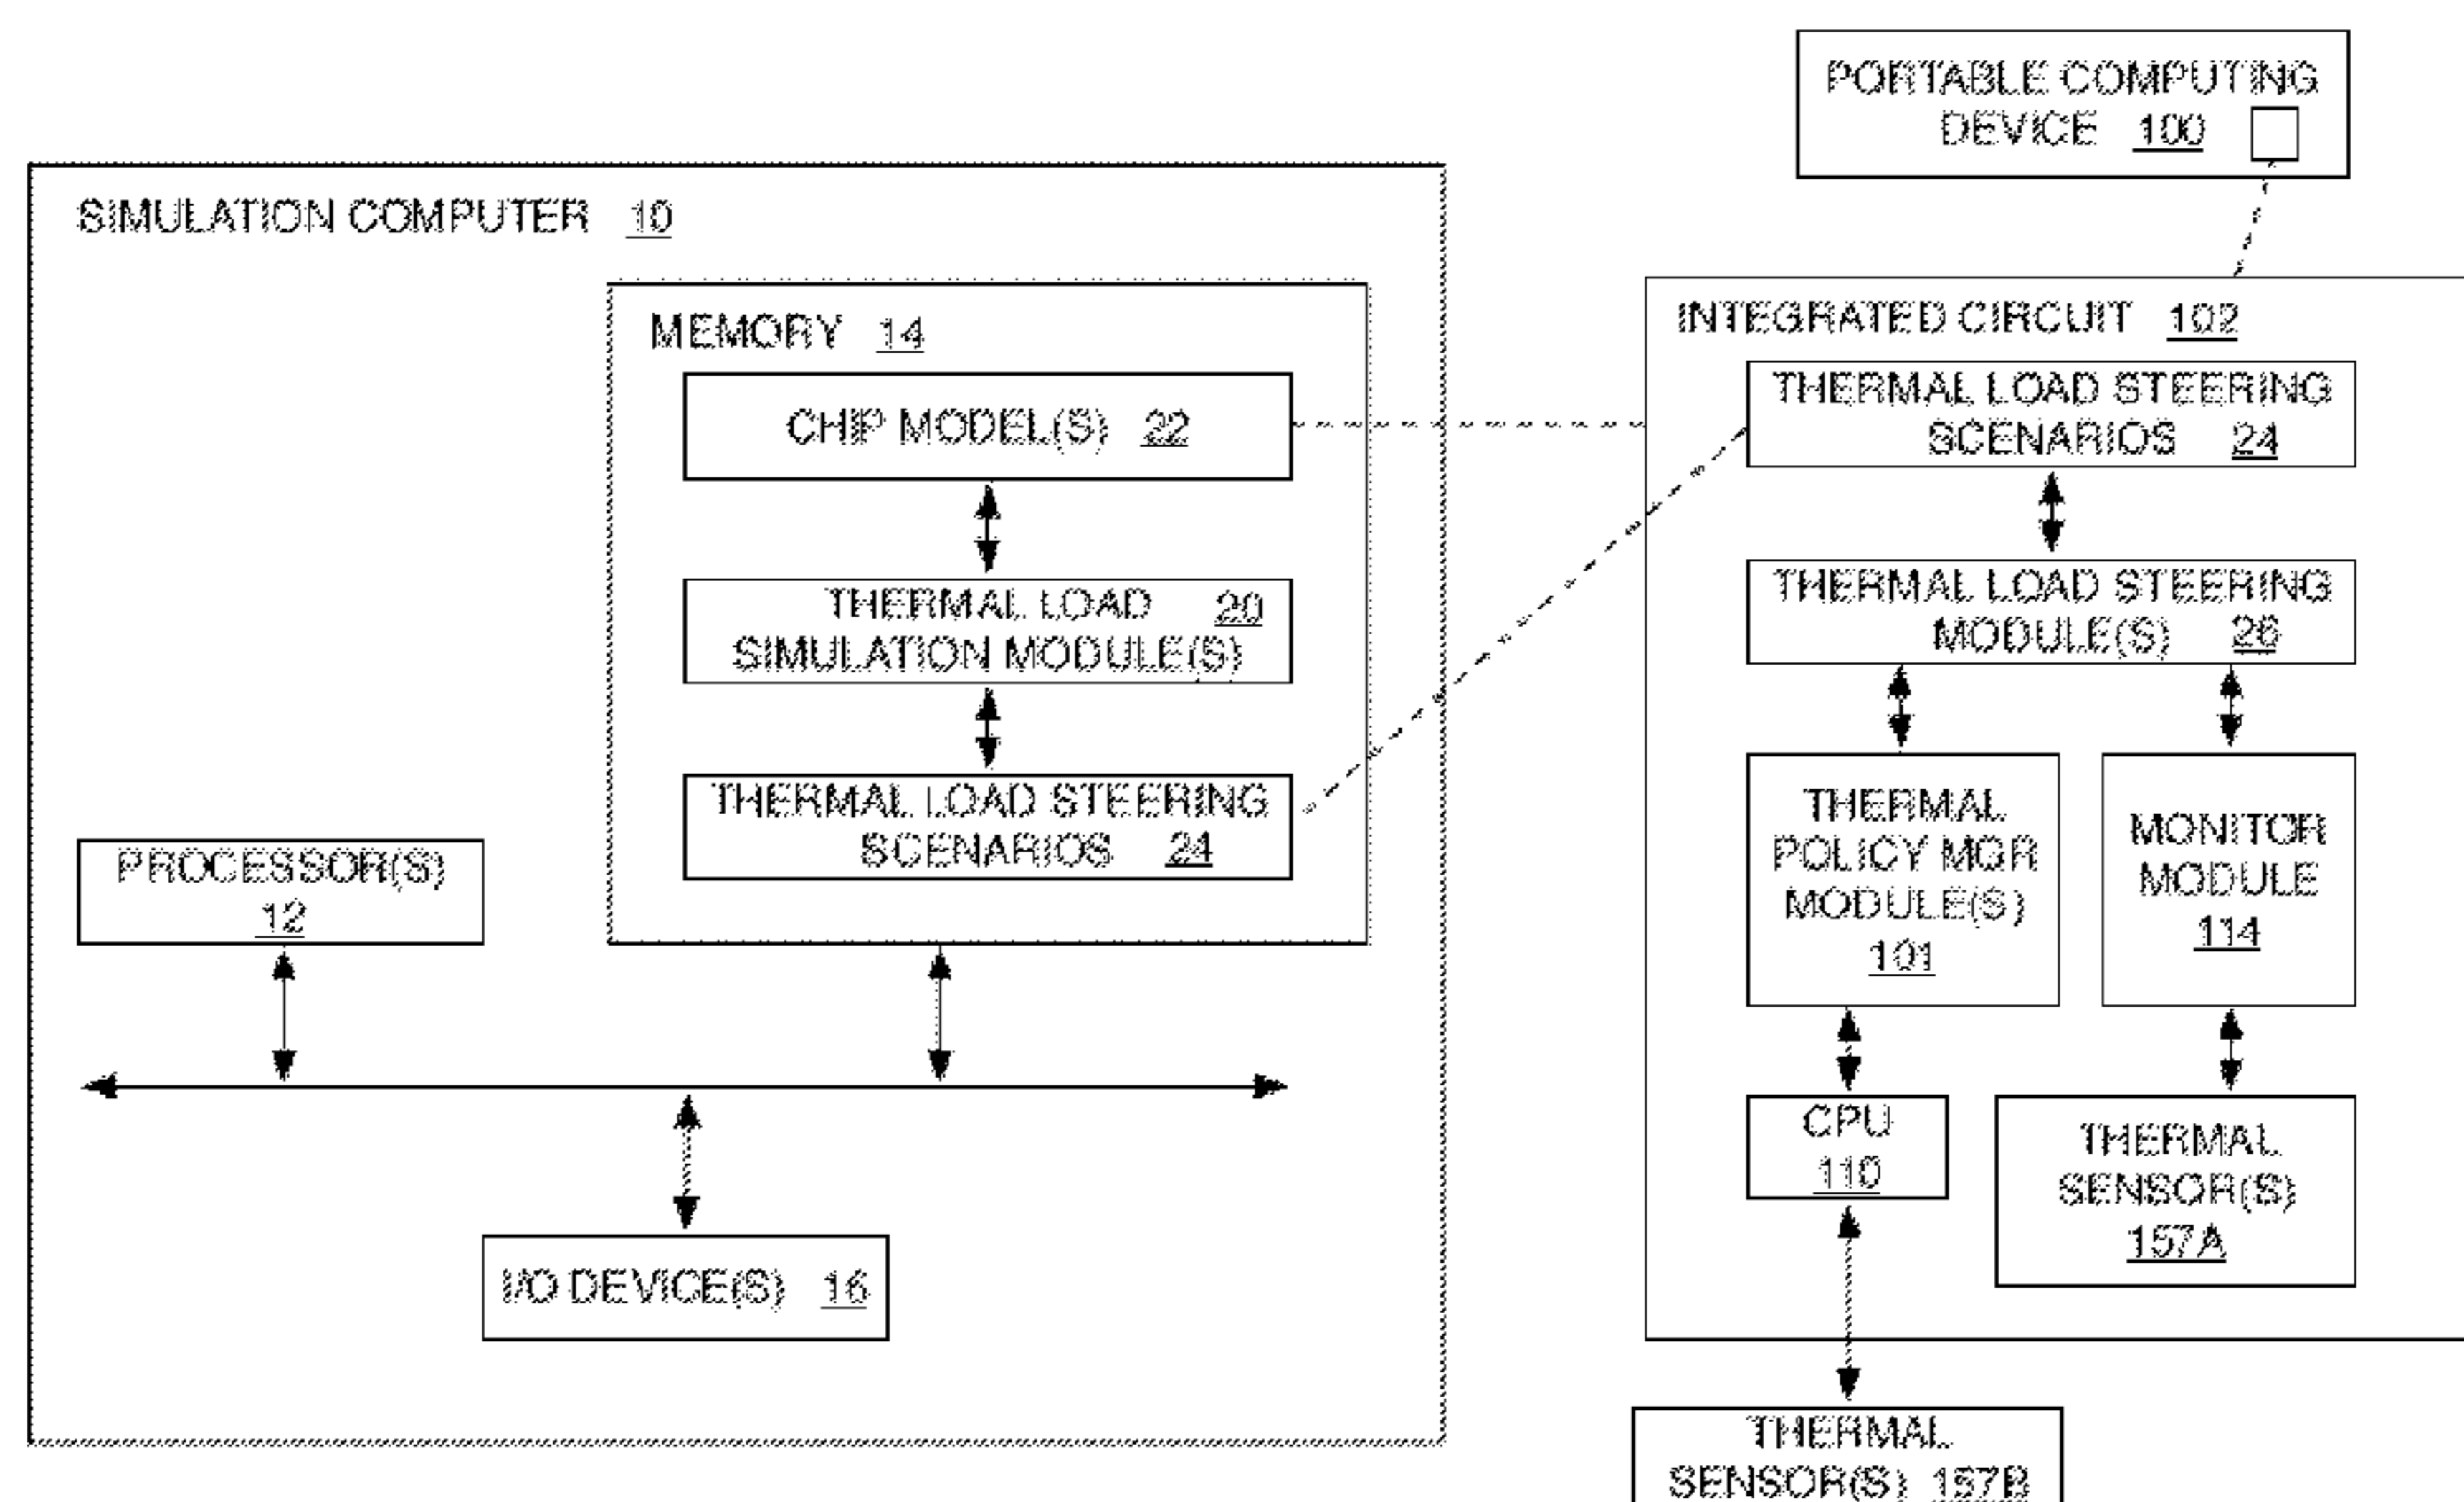 PORTABLE COMPUTING
DEVICE 100
SIMULATION COMPUTER 10
MEMORY 14
CHIP MODEL(S) 22
THERMAL LOAD 20
SIMULATION MODULE(S)
THERMAL LOAD STEERING
SCENARIOS 24
PROCESSOR(S)
12
I/O DEVICE(S) 16
INTEGRATED CIRCUIT 102
THERMAL LOAD STEERING
SCENARIOS 24
THERMAL LOAD STEERING
MODULE(S) 26
THERMAL
POLICY MGR
MODULE(S)
101
MONITOR
MODULE
114
CPU
110
THERMAL
SENSOR(S)
157A
THERMAL
SENSOR(S) 157B